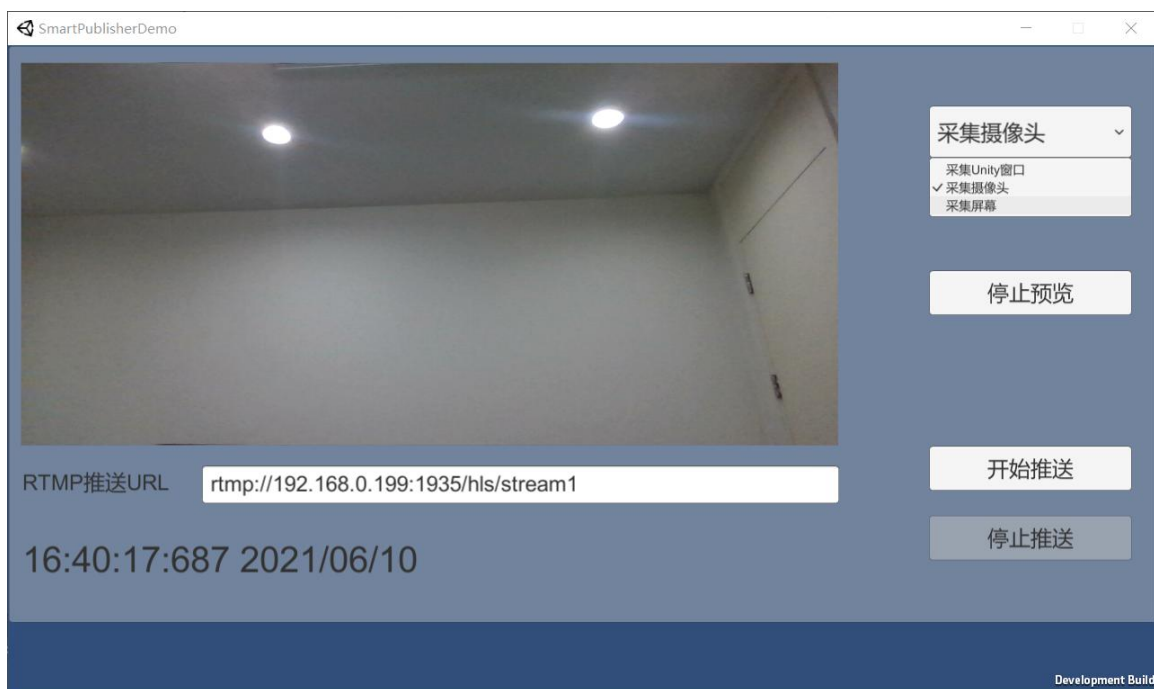 SmartPublisherDemo
采集摄像头
采集Unity窗口
采集摄像头
采集屏幕
停止预览
开始推送
RTMP推送URL
rtmp://192.168.0.199:1935/hls/stream1
停止推送
16:40:17:687 2021/06/10
Development Build